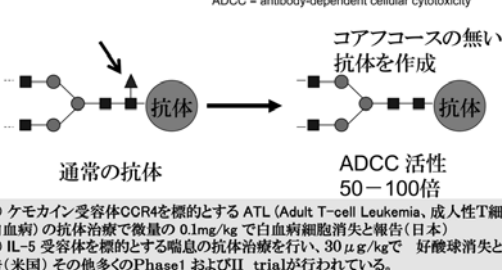 ADCC = antibody-dependent cellular cytotoxicity
コアフコースの無い
抗体を作成
抗体
抗体
通常の抗体
ADCC 活性
50－100倍
ケモカイン受容体CCR4を標的とする ATL (Adult T-cell Leukemia、成人性T細
白血病) の抗体治療で微量の 0.1mg/kg で白血病細胞消失と報告（日本）
IL-5 受容体を標的とする喘息の抗体治療を行い、30μg/kgで 好酸球消失と
（米国） その他多くのPhase1 およびII trialが行われている。